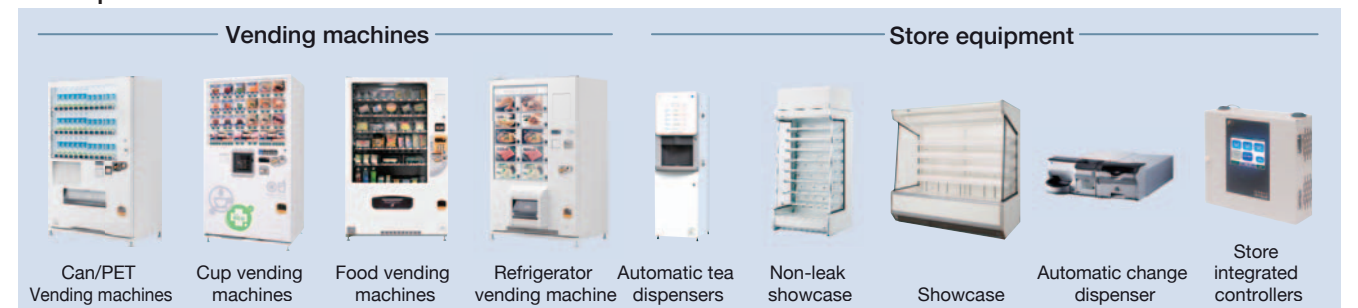 Vending machines
Store equipment
Can/PET
Vending machines
Cup vending
machines
Food vending
machines
Refrigerator
vending machine
Automatic tea
dispensers
Non-leak
showcase
Showcase
Automatic change
dispenser
Store
integrated
controllers